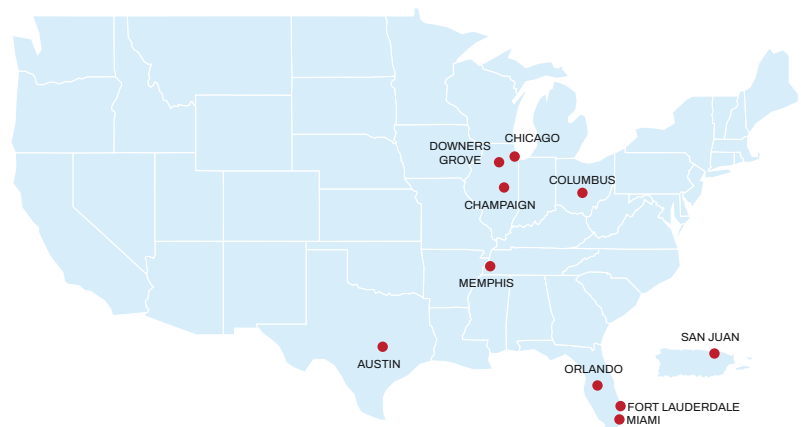 CHICAGO
DOWNERS
GROVE
COLUMBUS
CHAMPAIGN
MEMPHIS
SAN JUAN
AUSTIN
ORLANDO
FORT LAUDERDALE
MIAMI